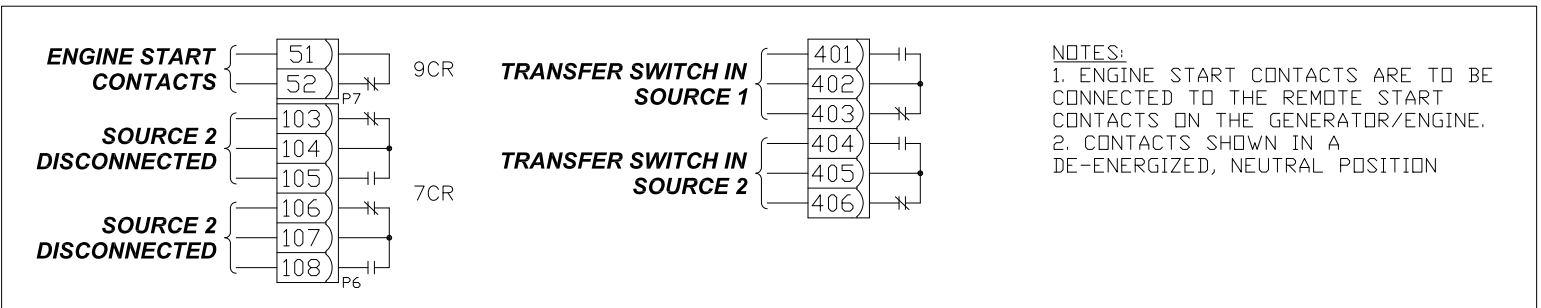 ENGINE START
CONTACTS
51
52
9CR
P7
SOURCE 2
DISCONNECTED
103
104
105
7CR
SOURCE 2
DISCONNECTED
106
107
108
P6
TRANSFER SWITCH IN
SOURCE 1
401
402
403
TRANSFER SWITCH IN
SOURCE 2
404
405
406
NOTES:
1. ENGINE START CONTACTS ARE TO BE
CONNECTED TO THE REMOTE START
CONTACTS ON THE GENERATOR/ENGINE.
2. CONTACTS SHOWN IN A
DE-ENERGIZED, NEUTRAL POSITION